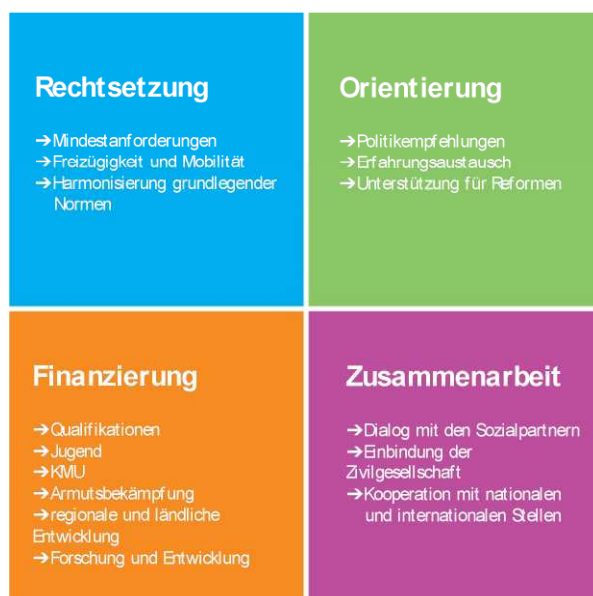 Rechtsetzung
→Mindestanforderungen
→Freizügigkeit und Mobilität
→Harmonisierung grundlegender
Normen
Orientierung
→Politikempfehlungen
→Erfahrungsaustausch
→Unterstützung für Reformen
Finanzierung
→Qualifikationen
→Jugend
→KMU
→Armutsbekämpfung
→regionale und ländliche
Entwicklung
→Forschung und Entwicklung
Zusammenarbeit
→Dialog mit den Sozialpartnern
→Einbindung der
Zivilgesellschaft
→Kooperation mit nationalen
und internationalen Stellen